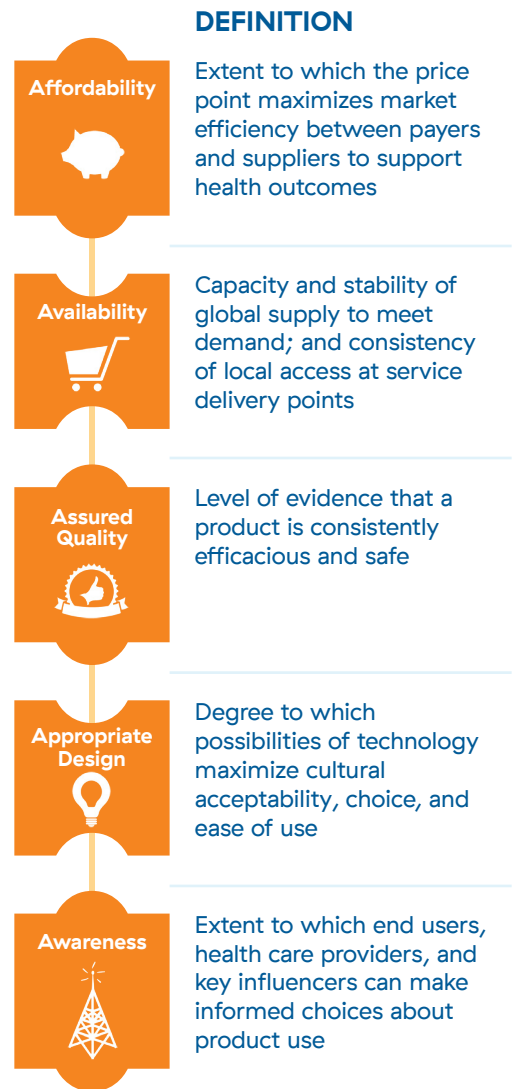 DEFINITION
Affordability
Extent to which the price
point maximizes market
efficiency between payers
and suppliers to support
health outcomes
Availability
Capacity and stability of
global supply to meet
demand; and consistency
of local access at service
delivery points
Assured
Quality
Level of evidence that a
product is consistently
efficacious and safe
Appropriate
Design
Degree to which
possibilities of technology
maximize cultural
acceptability, choice, and
ease of use
Awareness
Extent to which end users,
health care providers, and
key influencers can make
informed choices about
product use